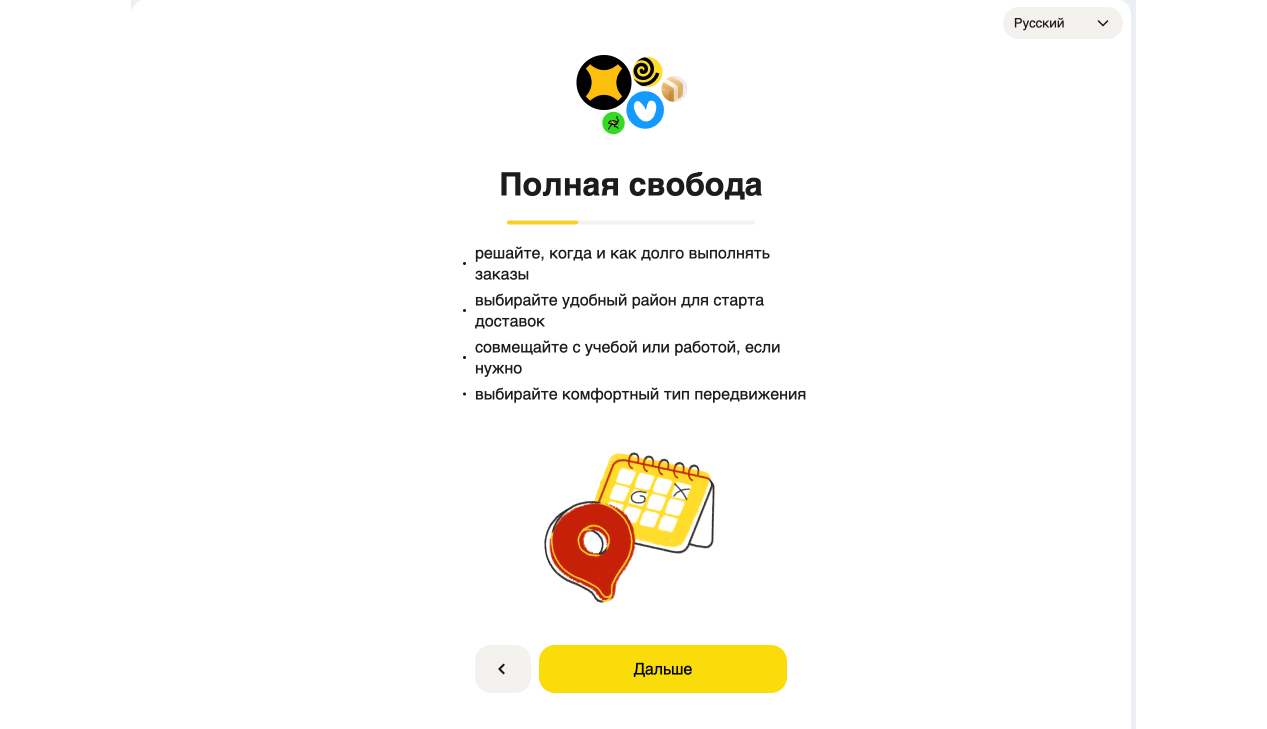 Русский
Полная свобода
решайте, когда и как долго выполнять
заказы
выбирайте удобный район для старта
доставок
совмещайте с учебой или работой, если
нужно
выбирайте комфортный тип передвижения
Дальше